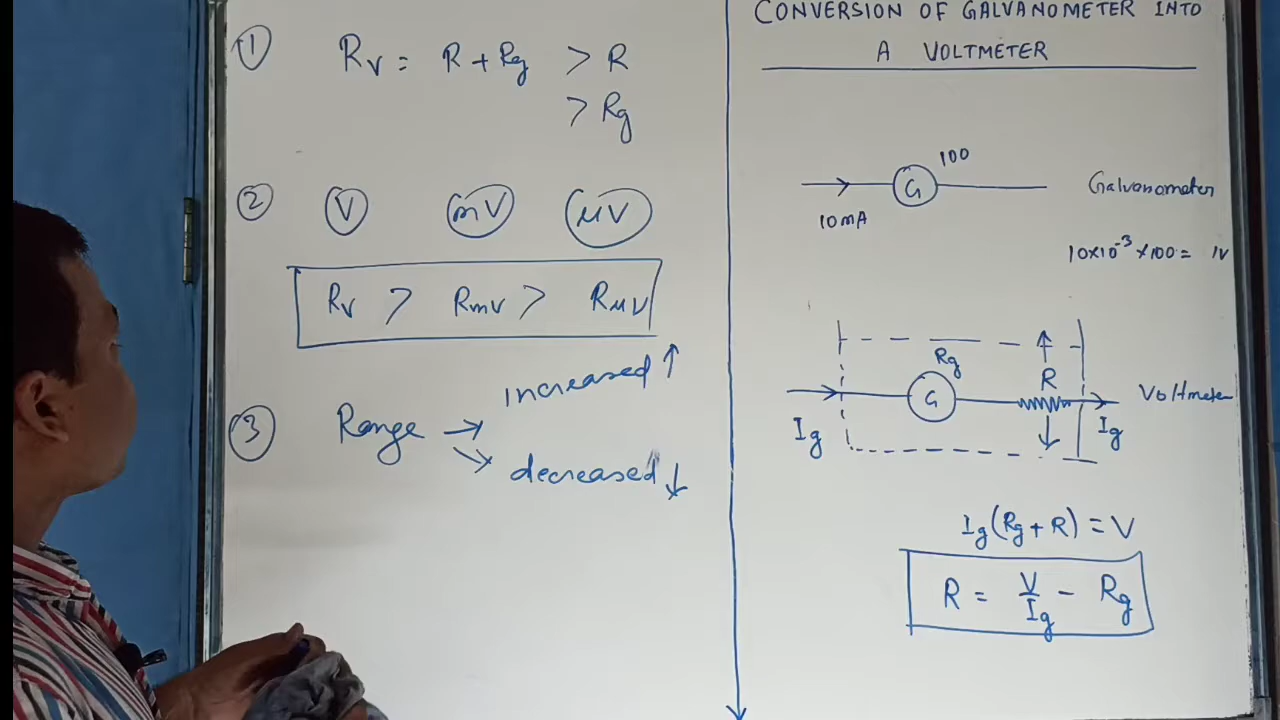 ① Rv = R + Rg > R
> Rg
② V mV μV
Rv > Rmv > Rμv
③ Range → increased ↑
→ decreased ↓
CONVERSION OF GALVANOMETER INTO
A VOLTMETER
100
G Galvanometer
10mA
10×10⁻³×100 = 1V
Rg
G R Voltmeter
Ig Ig
Ig(Rg + R) = V
R = V/Ig - Rg